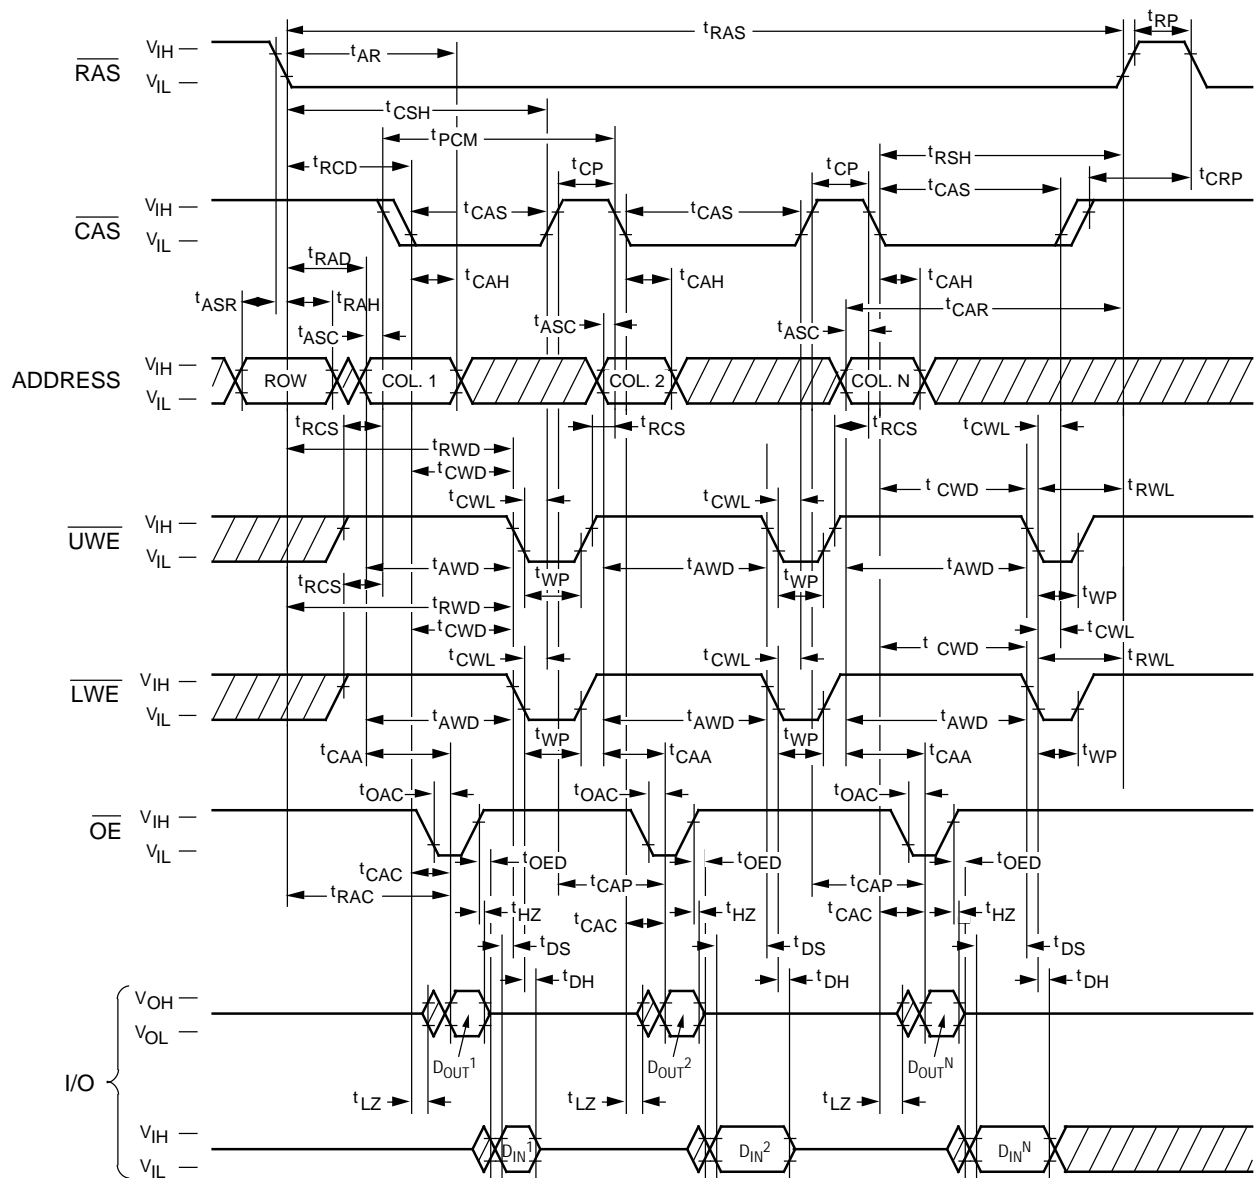 tRP
tRAS
tAR
VIH
RAS
VIL
tCSH
tPCM
tRCD
tCP
tCP
tRSH
tCRP
tCAS
VIH
CAS
tCAS
tCAS
VIL
tRAD
tCAH
tCAH
tCAH
tASR
tRAH
tCAR
tASC
tASC
tASC
VIH
ADDRESS
ROW
COL. 1
COL. 2
COL. N
VIL
tRCS
tRCS
tRCS
tCWL
tRWD
tCWD
tCWD
tRWL
tCWL
tCWL
VIH
UWE
VIL
tAWD
tAWD
tAWD
tRCS
tWP
tWP
tWP
tRWD
tCWD
tCWL
tCWD
tCWL
tCWL
tRWL
VIH
LWE
VIL
tAWD
tAWD
tAWD
tWP
tWP
tWP
tCAA
tCAA
tCAA
tOAC
tOAC
tOAC
VIH
OE
VIL
tOED
tOED
tOED
tCAC
tCAP
tCAP
tRAC
tHZ
tHZ
tHZ
tCAC
tCAC
tDS
tDS
tDS
tDH
tDH
tDH
VOH
VOL
DOUT1
DOUT2
DOUTN
I/O
tLZ
tLZ
tLZ
VIH
DIN1
DIN2
DINN
VIL